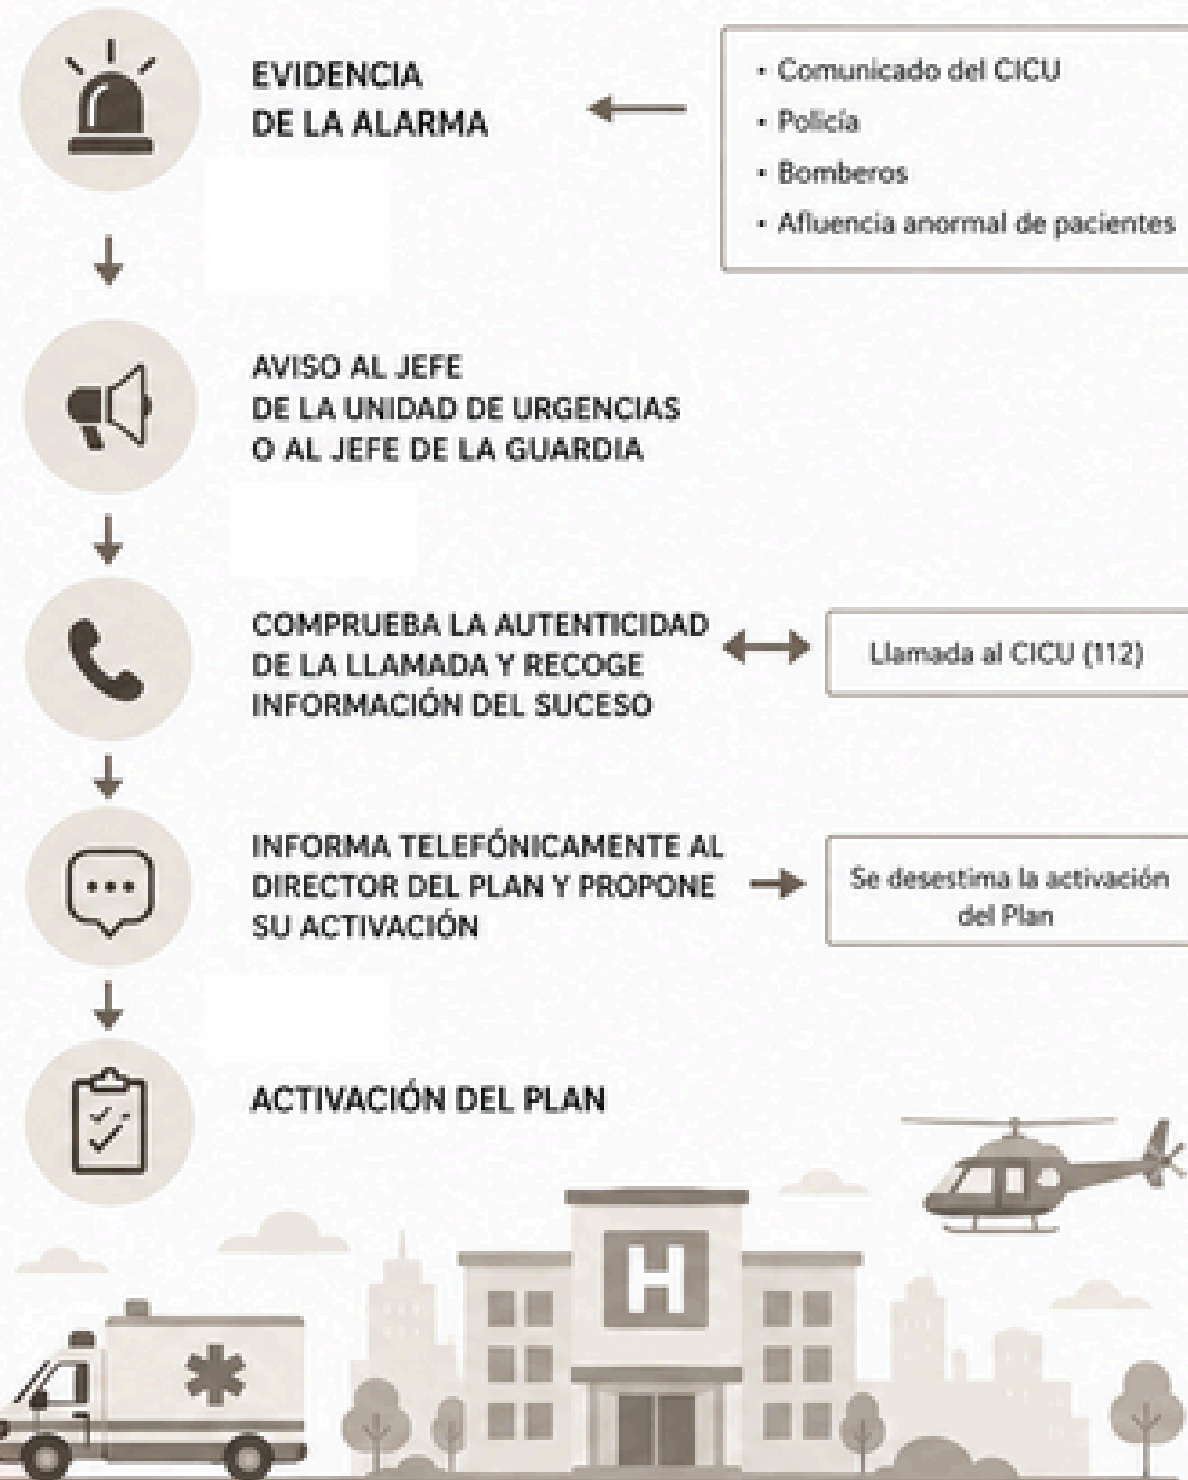 EVIDENCIA
DE LA ALARMA
• Comunicado del CICU
• Policía
• Bomberos
• Afluencia anormal de pacientes
AVISO AL JEFE
DE LA UNIDAD DE URGENCIAS
O AL JEFE DE LA GUARDIA
COMPRUEBA LA AUTENTICIDAD
DE LA LLAMADA Y RECOGE
INFORMACIÓN DEL SUCESO
Llamada al CICU (112)
INFORMA TELEFÓNICAMENTE AL
DIRECTOR DEL PLAN Y PROPONE
SU ACTIVACIÓN
Se desestima la activación
del Plan
ACTIVACIÓN DEL PLAN
H